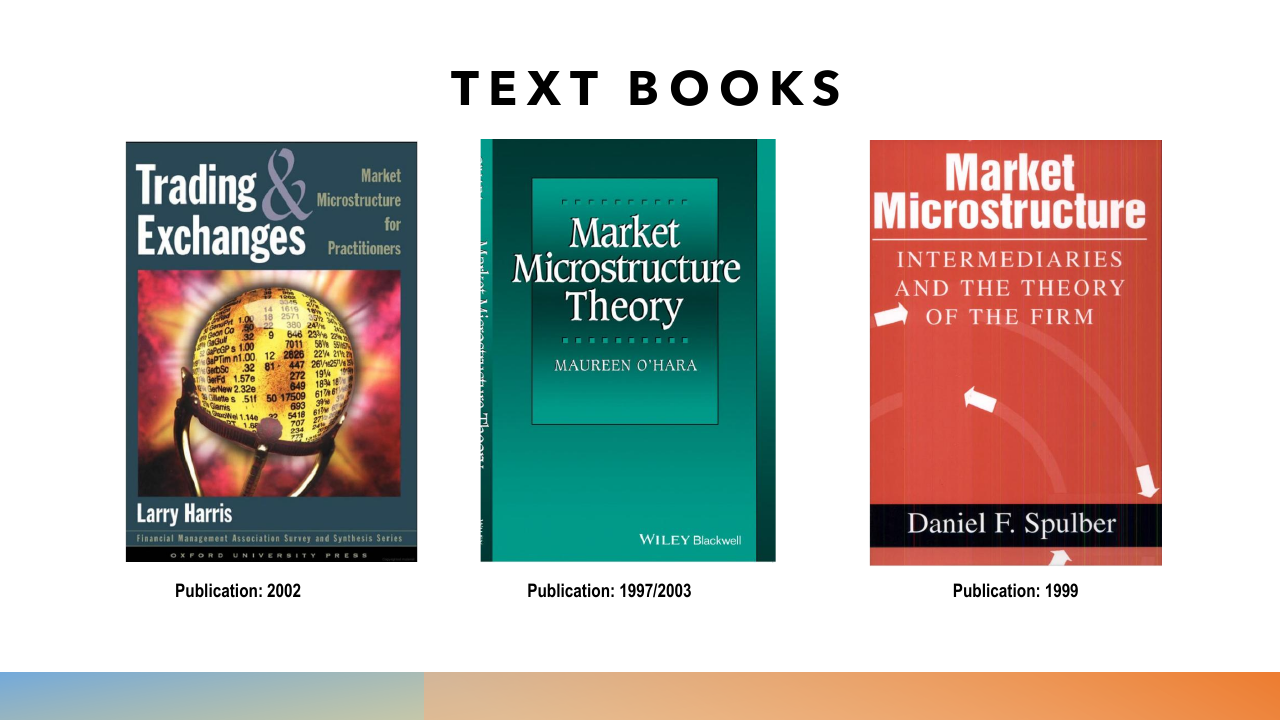 TEXT BOOKS
Trading &
Exchanges
Market
Microstructure
for
Practitioners
Larry Harris
Financial Management Association Survey and Synthesis Series
OXFORD UNIVERSITY PRESS
Publication: 2002
Market
Microstructure
Theory
MAUREEN O'HARA
WILEY Blackwell
Publication: 1997/2003
Market
Microstructure
INTERMEDIARIES
AND THE THEORY
OF THE FIRM
Daniel F. Spulber
Publication: 1999